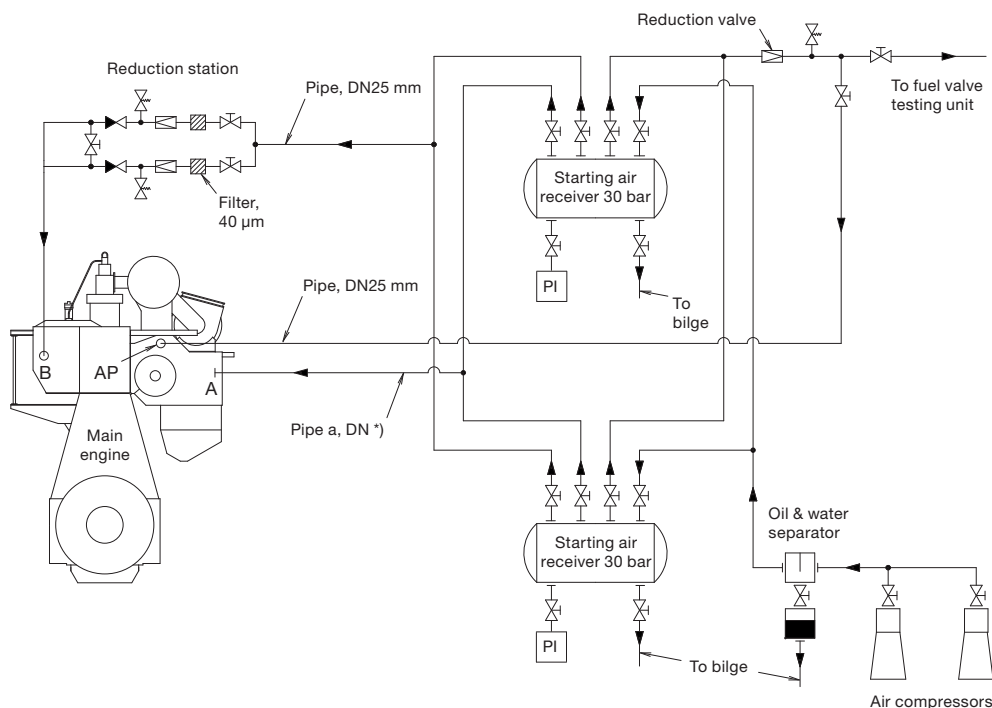 Reduction valve
Reduction station
Pipe, DN25 mm
To fuel valve
testing unit
Starting air
receiver 30 bar
Filter,
40 μm
PI
To
bilge
Pipe, DN25 mm
B
AP
A
Pipe a, DN *)
Main
engine
Oil & water
separator
Starting air
receiver 30 bar
PI
To bilge
Air compressors